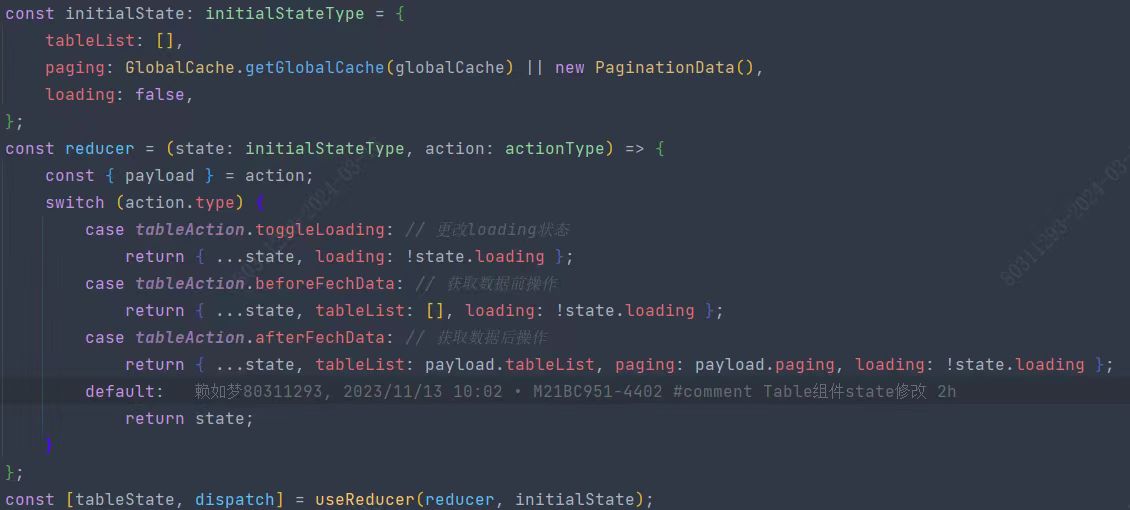 const initialState: initialStateType = {
    tableList: [],
    paging: GlobalCache.getGlobalCache(globalCache) || new PaginationData(),
    loading: false,
};
const reducer = (state: initialStateType, action: actionType) => {
    const { payload } = action;
    switch (action.type) {
        case tableAction.toggleLoading: // 更改loading状态
            return { ...state, loading: !state.loading };
        case tableAction.beforeFechData: // 获取数据前操作
            return { ...state, tableList: [], loading: !state.loading };
        case tableAction.afterFechData: // 获取数据后操作
            return { ...state, tableList: payload.tableList, paging: payload.paging, loading: !state.loading };
        default:   赖如梦80311293, 2023/11/13 10:02 • M21BC951-4402 #comment Table组件state修改 2h
            return state;
    }
};
const [tableState, dispatch] = useReducer(reducer, initialState);